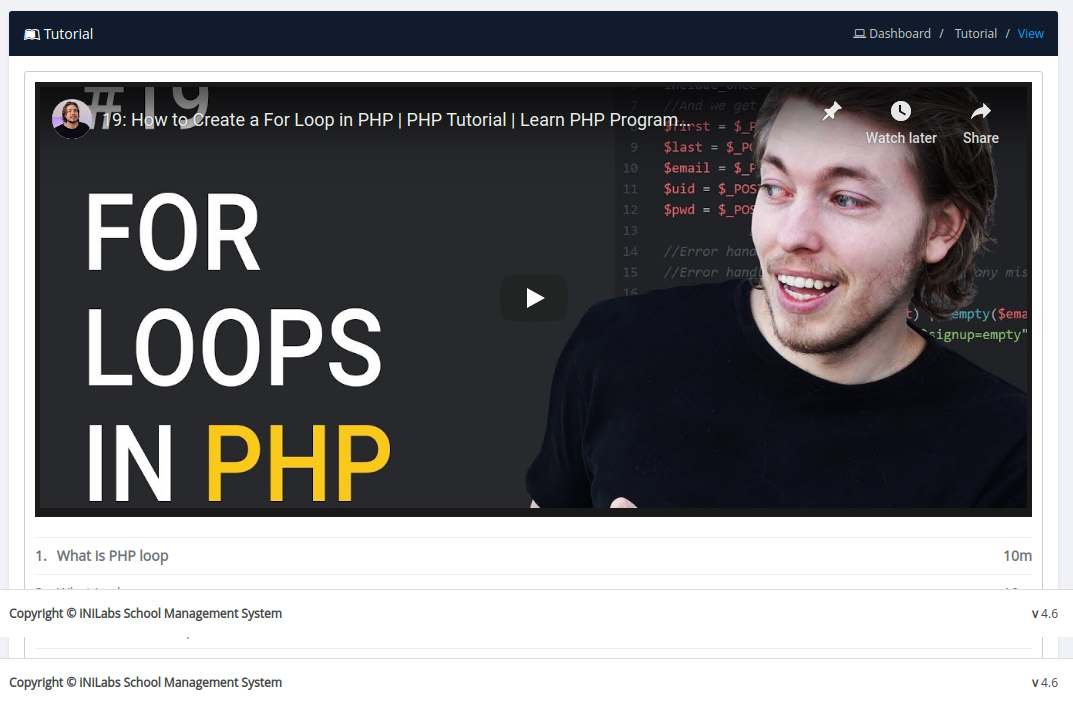 Tutorial
Dashboard / Tutorial / View
#19
19: How to Create a For Loop in PHP | PHP Tutorial | Learn PHP Program...
Watch later
Share
FOR
LOOPS
IN PHP
7 //And we get
$first = $_P
9 $last = $_PO
10 $email = $_P
11 $uid = $_POS
12 $pwd = $_POS
13
14 //Error hand
15 //Error hand any mis
16
empty($ema
signup=empty"
1. What is PHP loop 10m
Copyright © iNiLabs School Management System v 4.6
Copyright © iNiLabs School Management System v 4.6